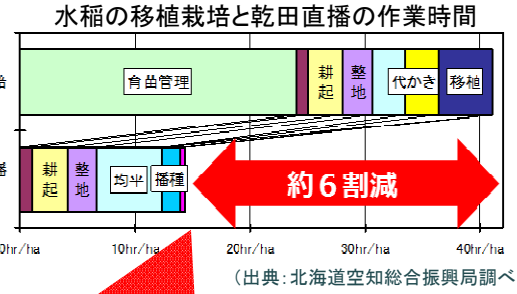 水稲の移植栽培と乾田直播の作業時間
育苗管理
耕起
整地
代かき
移植
耕起
整地
均平
播種
約6割減
0hr/ha 10hr/ha 20hr/ha 30hr/ha 40hr/ha
（出典：北海道空知総合振興局調べ